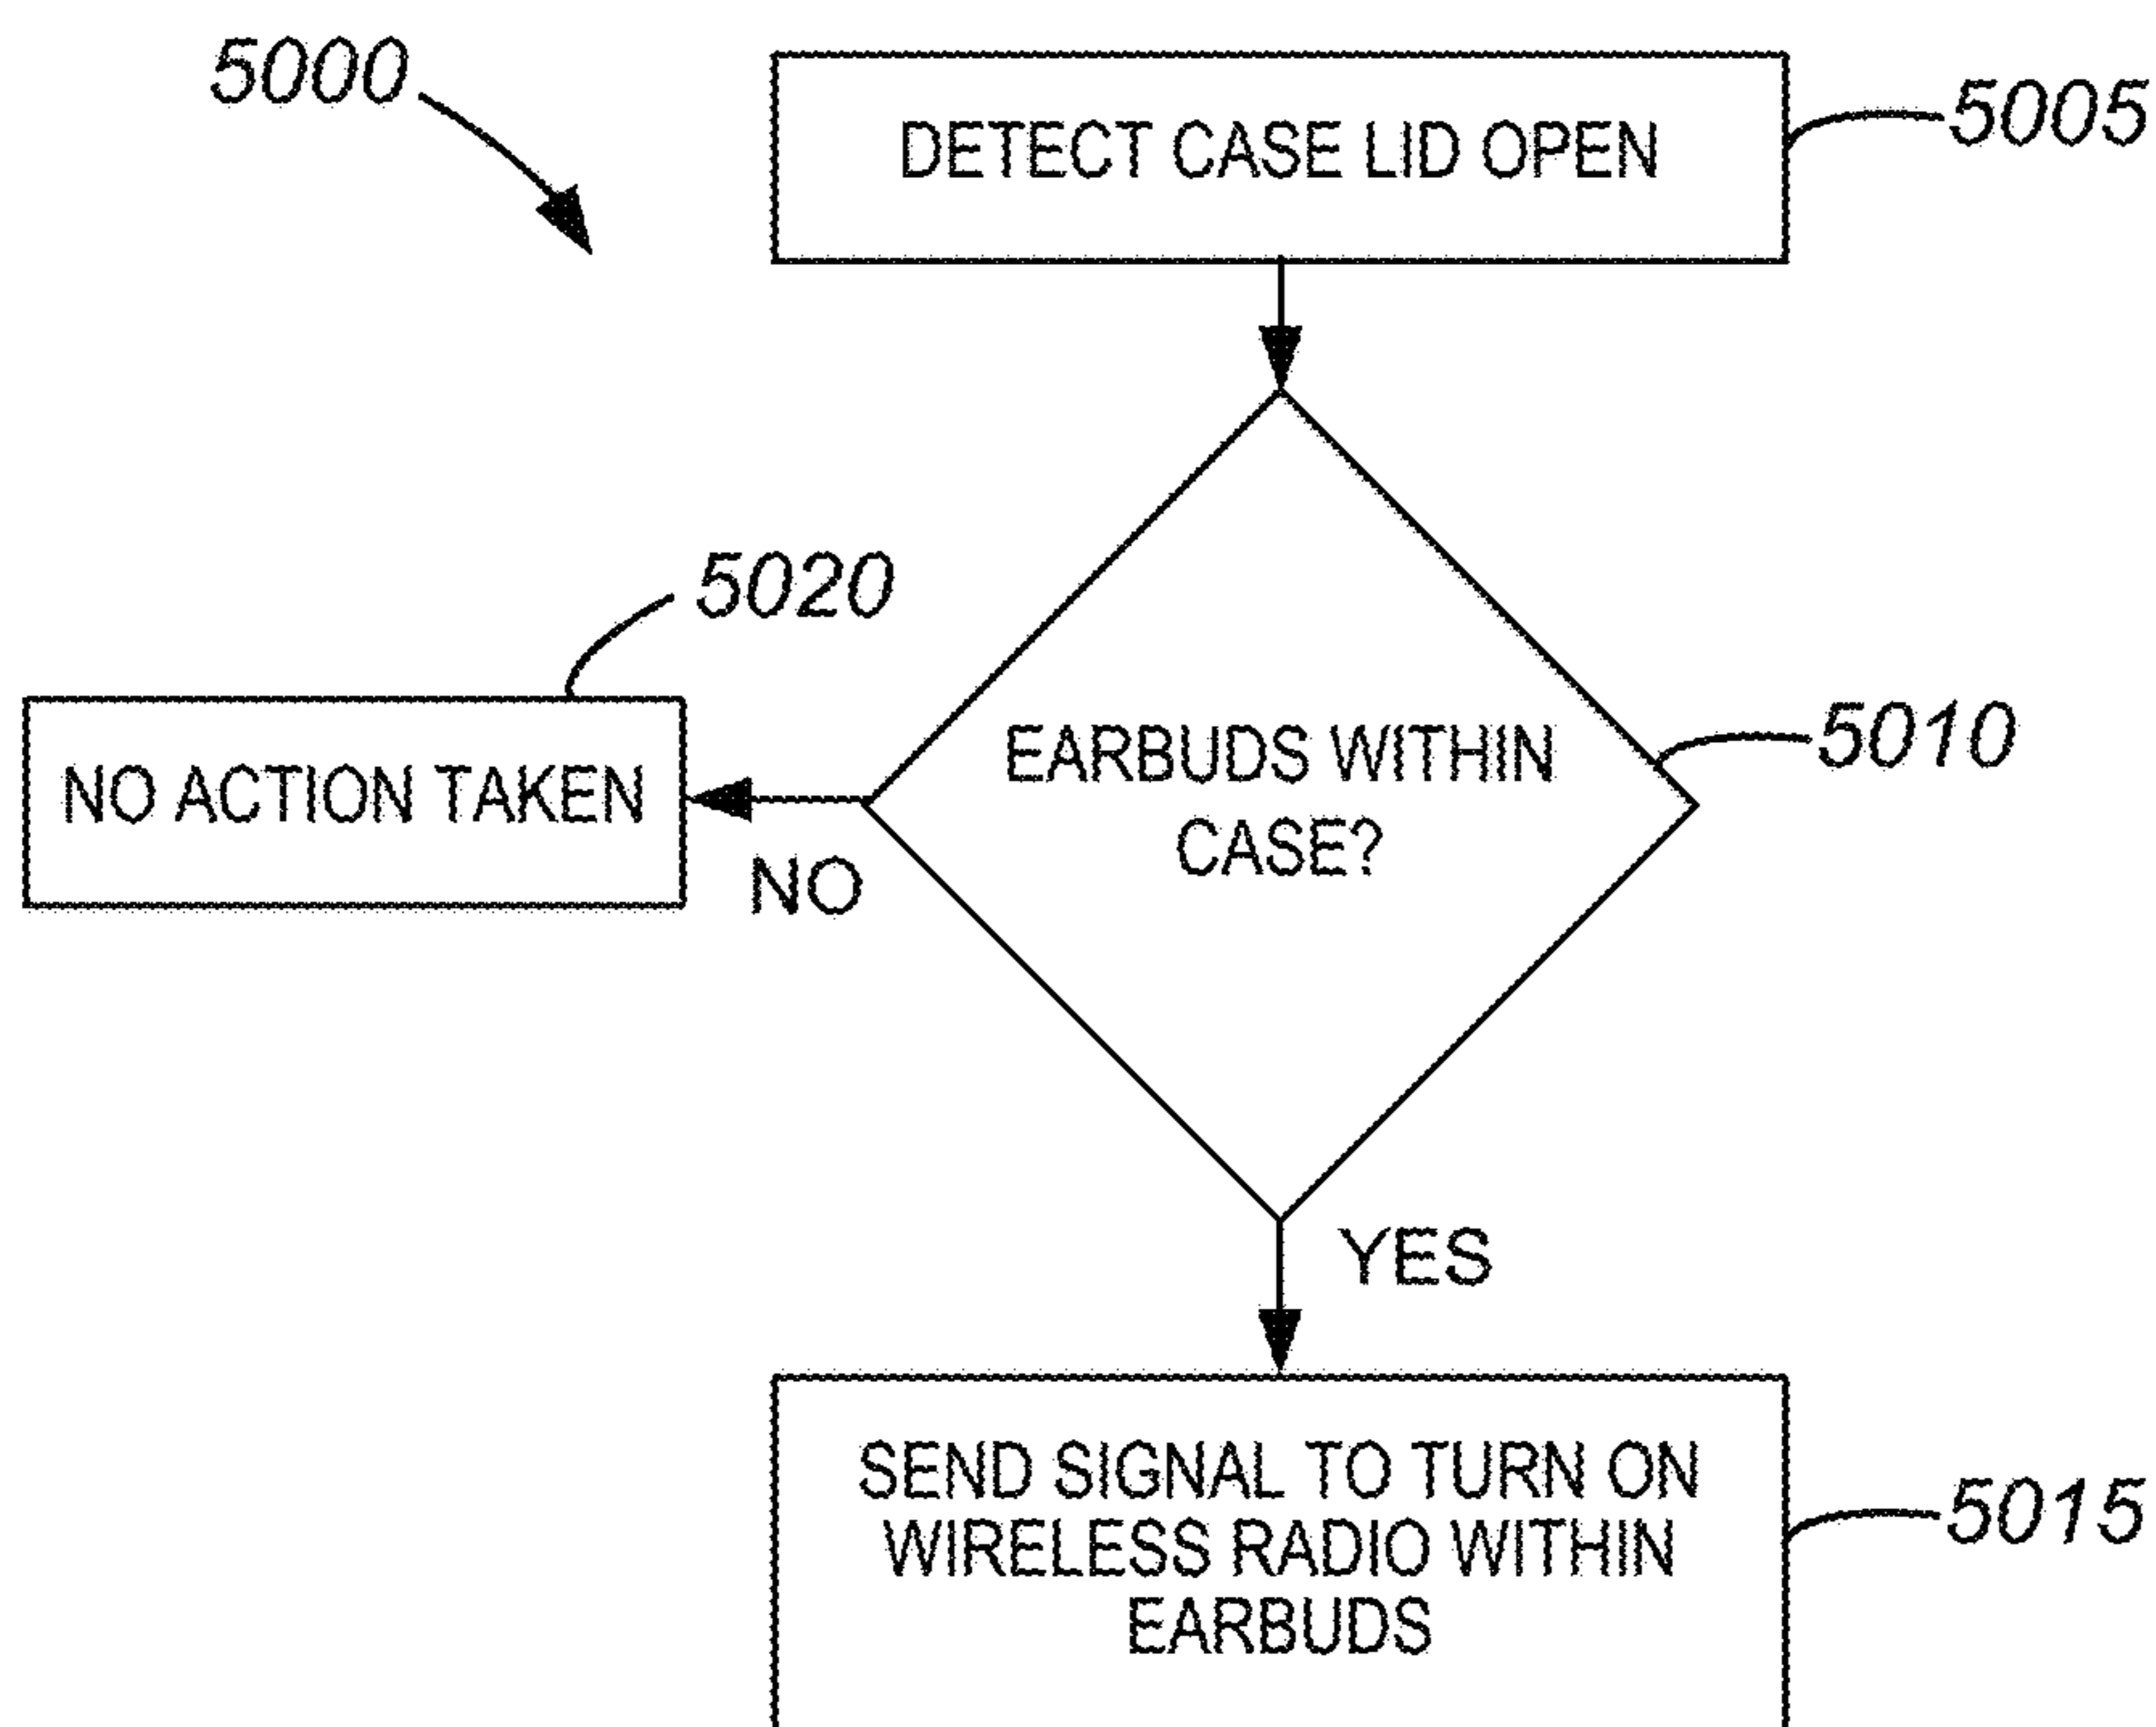 5000
DETECT CASE LID OPEN
5005
5020
EARBUDS WITHIN
CASE?
5010
NO ACTION TAKEN
NO
YES
SEND SIGNAL TO TURN ON
WIRELESS RADIO WITHIN
EARBUDS
5015